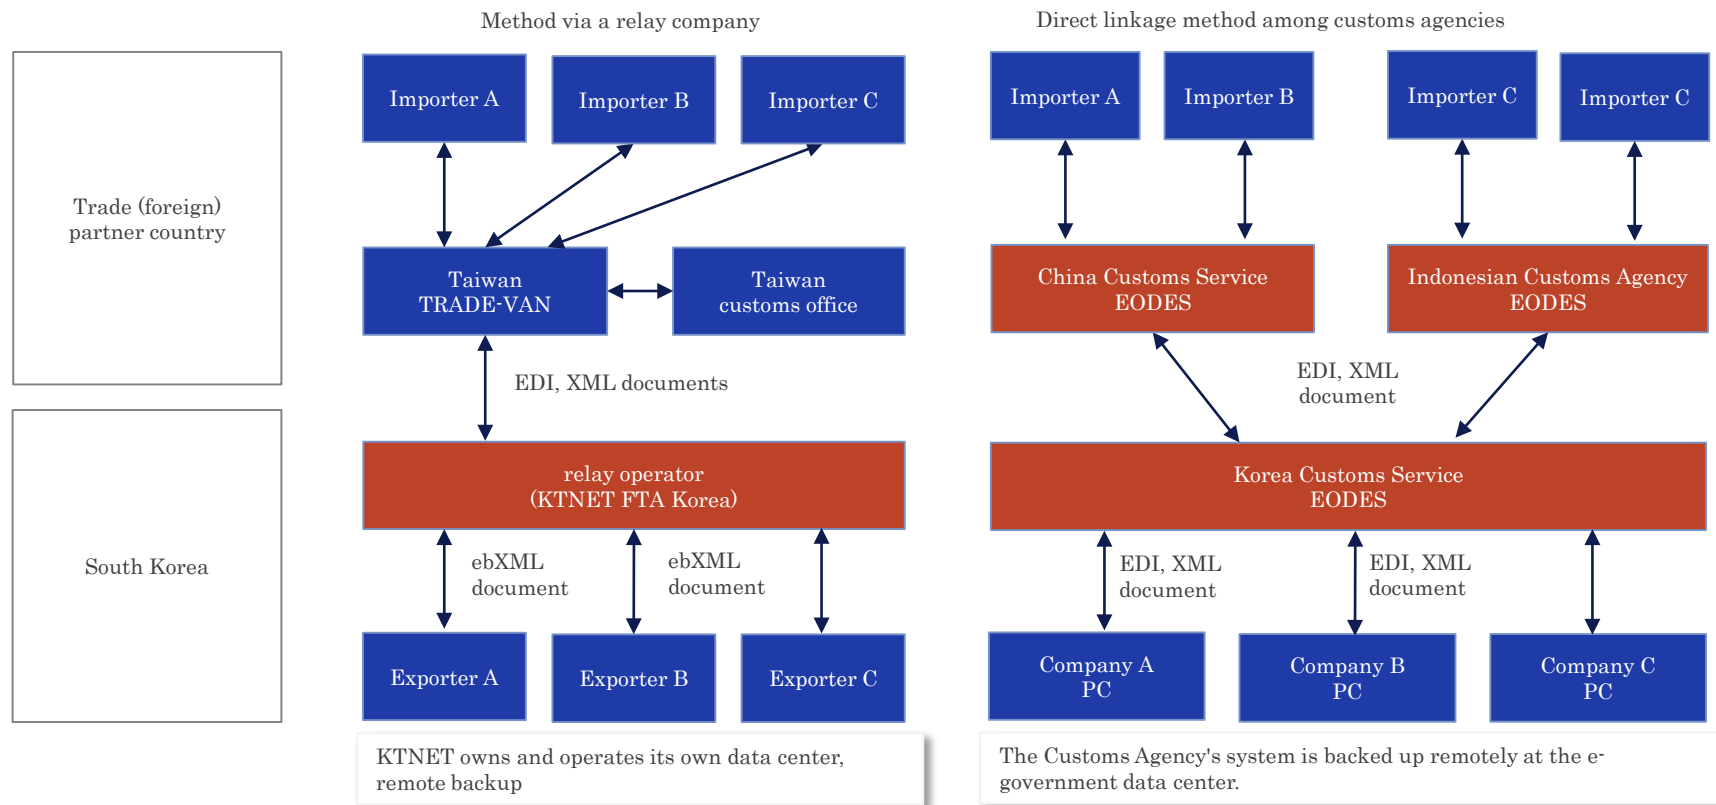 Method via a relay company
Direct linkage method among customs agencies
Trade (foreign)
partner country
South Korea
Importer A
Importer B
Importer C
Taiwan
TRADE-VAN
Taiwan
customs office
EDI, XML documents
relay operator
(KTNET FTA Korea)
ebXML
document
ebXML
document
Exporter A
Exporter B
Exporter C
KTNET owns and operates its own data center,
remote backup
Importer A
Importer B
Importer C
Importer C
China Customs Service
EODES
Indonesian Customs Agency
EODES
EDI, XML
document
Korea Customs Service
EODES
EDI, XML
document
EDI, XML
document
Company A
PC
Company B
PC
Company C
PC
The Customs Agency's system is backed up remotely at the e-
government data center.